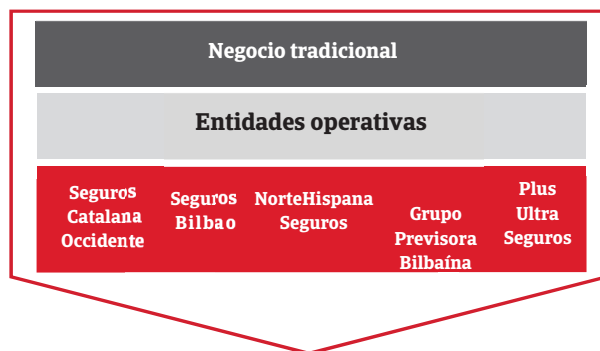 Negocio tradicional
Entidades operativas
Seguros
Catalana
Occidente
Seguros
Bilbao
NorteHispana
Seguros
Grupo
Previsora
Bilbaína
Plus
Ultra
Seguros